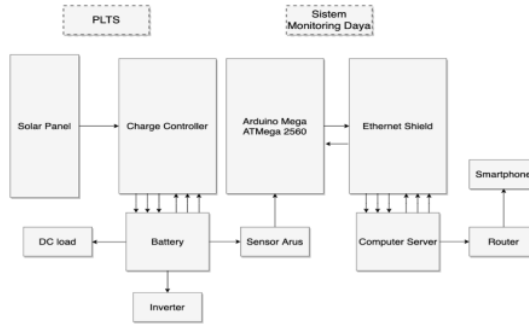 PLTS
Sistem
Monitoring Daya
Solar Panel
Charge Controller
Arduino Mega
ATMega 2560
Ethernet Shield
Smartphone
DC load
Battery
Sensor Arus
Computer Server
Router
Inverter